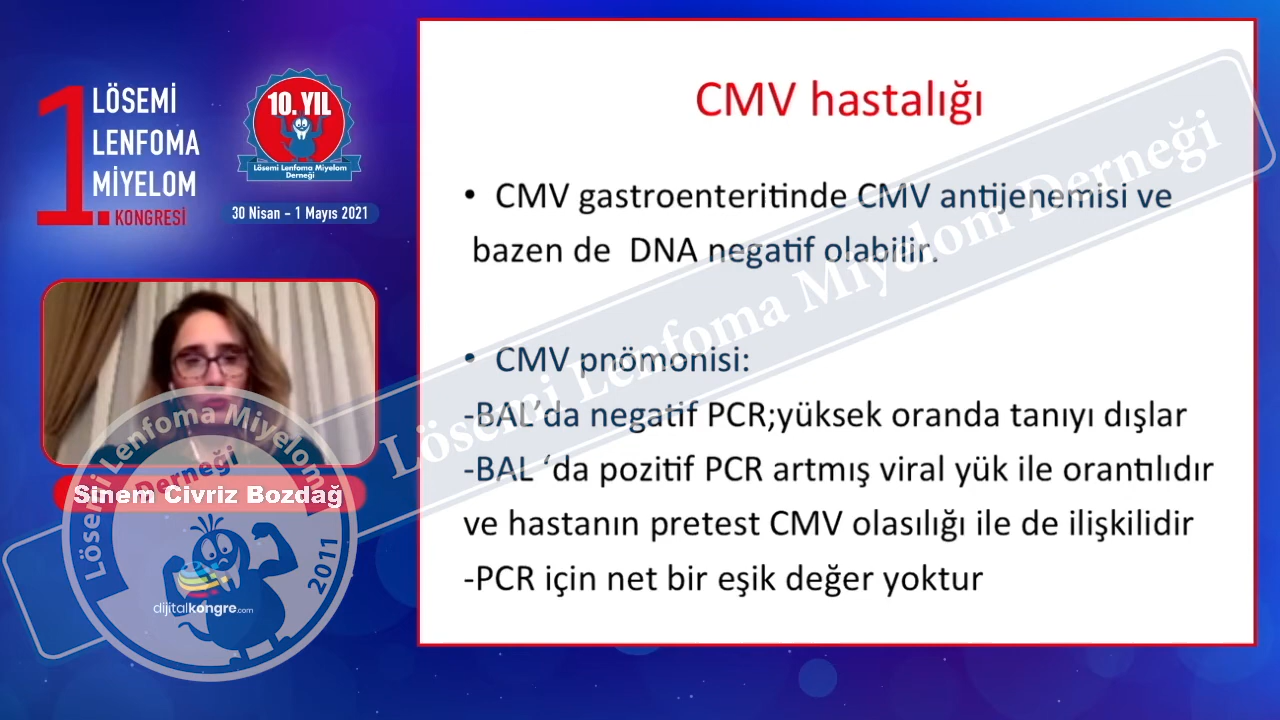 1.
LÖSEMİ
LENFOMA
MİYELOM
KONGRESİ
10. YIL
Lösemi Lenfoma Miyelom
Derneği
30 Nisan – 1 Mayıs 2021
CMV hastalığı
• CMV gastroenteritinde CMV antijenemisi ve
bazen de DNA negatif olabilir.
• CMV pnömonisi:
-BAL'da negatif PCR;yüksek oranda tanıyı dışlar
-BAL ‘da pozitif PCR artmış viral yük ile orantılıdır
ve hastanın pretest CMV olasılığı ile de ilişkilidir
-PCR için net bir eşik değer yoktur
Sinem Civriz Bozdağ
Lösemi Lenfoma Miyelom
Derneği
2011
dijitalkongre.com
Lösemi Lenfoma Miyelom Derneği